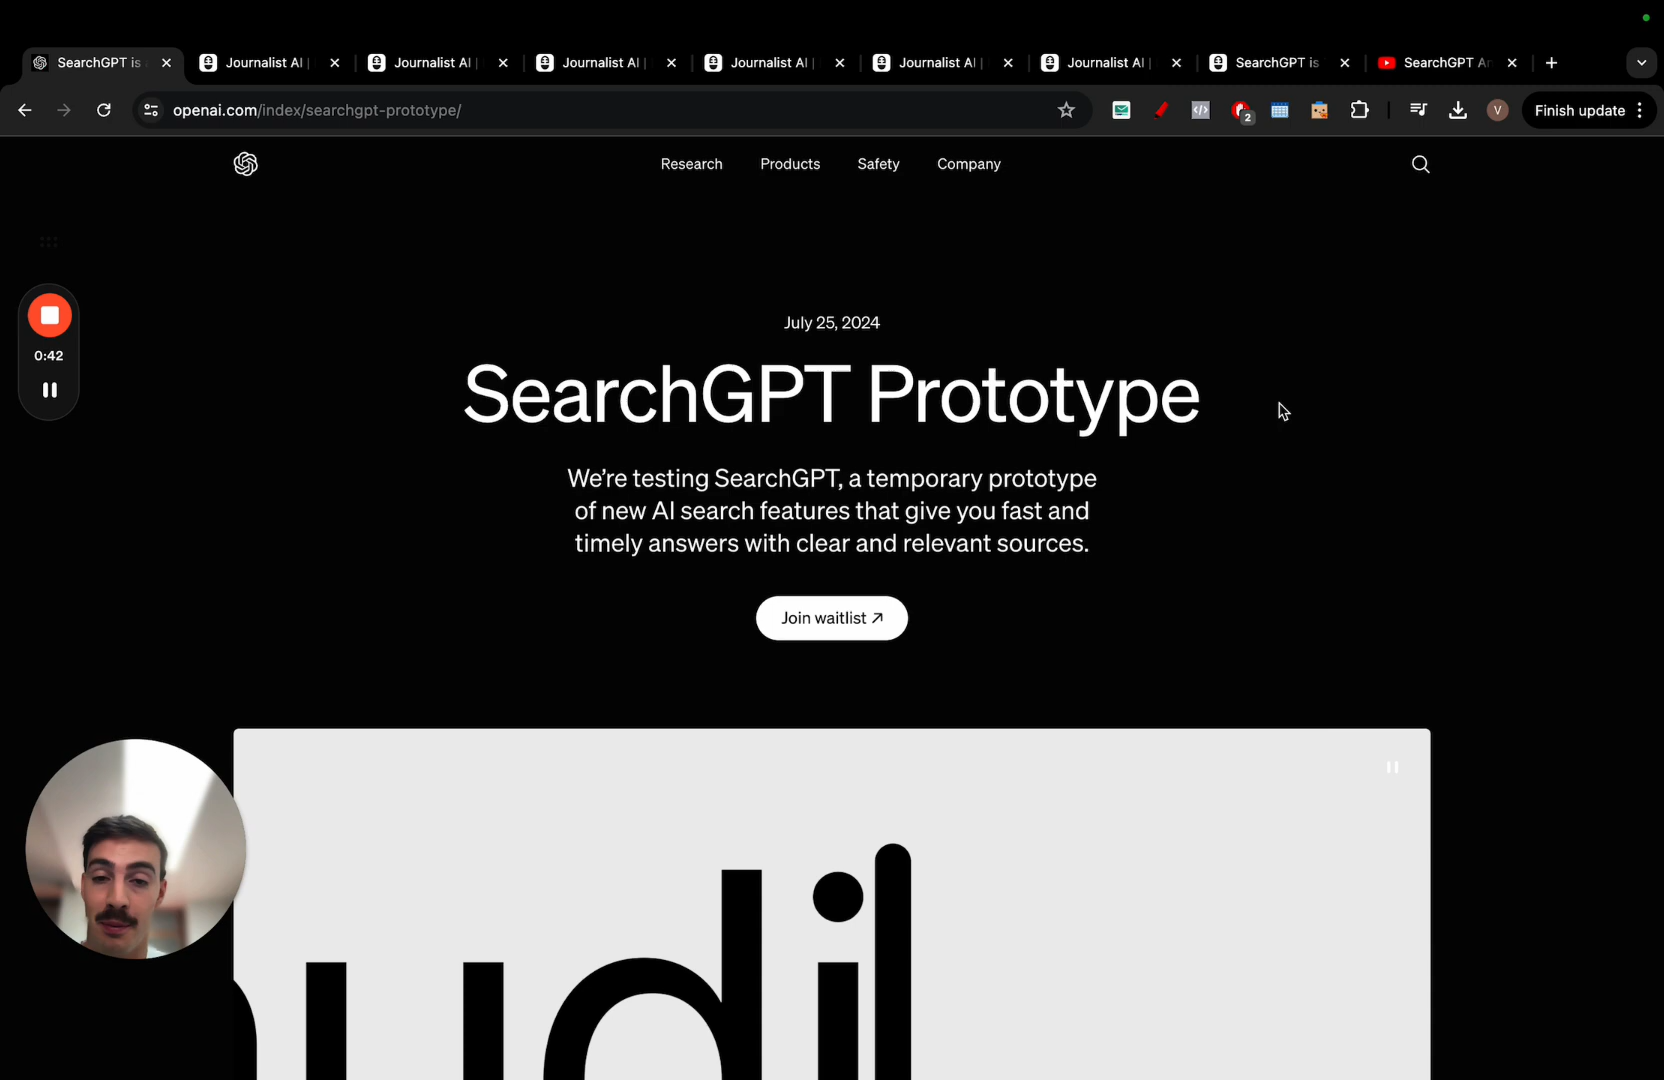 SearchGPT is
Journalist AI |
Journalist AI |
Journalist AI |
Journalist AI |
Journalist AI |
Journalist AI |
SearchGPT is
SearchGPT An
openai.com/index/searchgpt-prototype/
2
V
Finish update
Research
Products
Safety
Company
0:42
July 25, 2024
SearchGPT Prototype
We’re testing SearchGPT, a temporary prototype
of new AI search features that give you fast and
timely answers with clear and relevant sources.
Join waitlist ↗